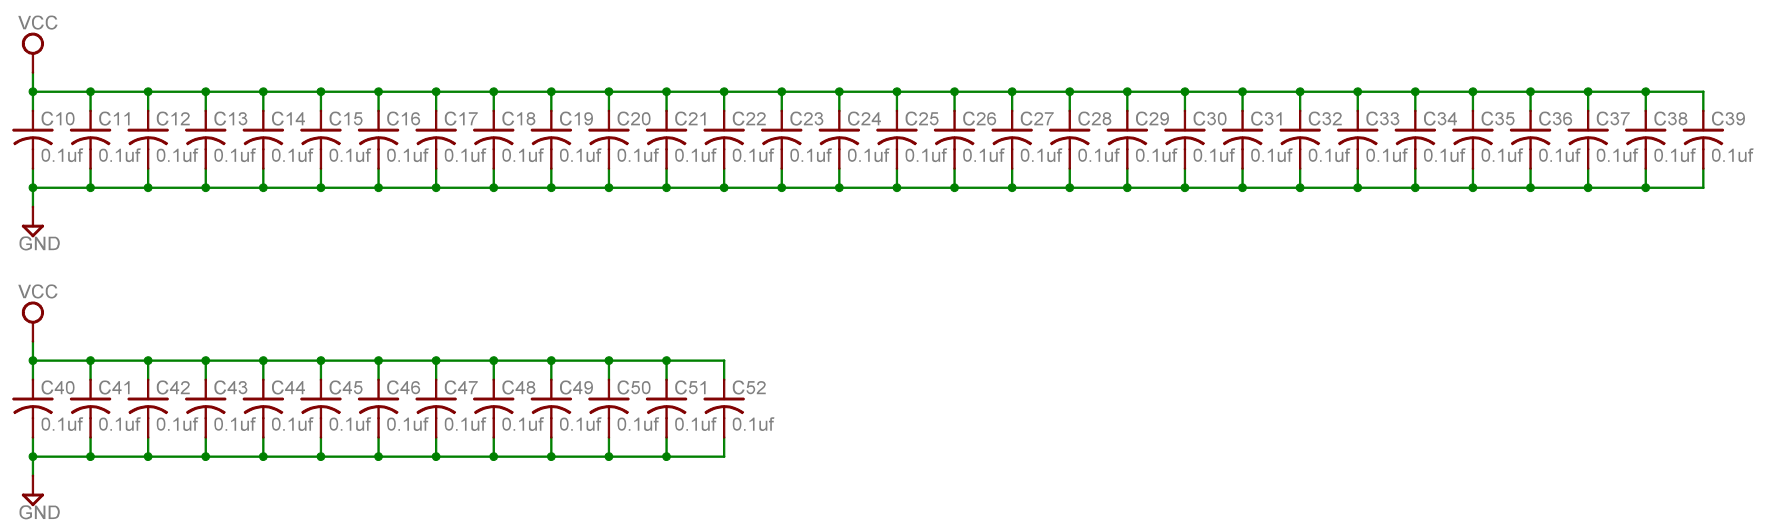 VCC
C10 C11 C12 C13 C14 C15 C16 C17 C18 C19 C20 C21 C22 C23 C24 C25 C26 C27 C28 C29 C30 C31 C32 C33 C34 C35 C36 C37 C38 C39
0.1uf 0.1uf 0.1uf 0.1uf 0.1uf 0.1uf 0.1uf 0.1uf 0.1uf 0.1uf 0.1uf 0.1uf 0.1uf 0.1uf 0.1uf 0.1uf 0.1uf 0.1uf 0.1uf 0.1uf 0.1uf 0.1uf 0.1uf 0.1uf 0.1uf 0.1uf 0.1uf 0.1uf 0.1uf 0.1uf
GND
VCC
C40 C41 C42 C43 C44 C45 C46 C47 C48 C49 C50 C51 C52
0.1uf 0.1uf 0.1uf 0.1uf 0.1uf 0.1uf 0.1uf 0.1uf 0.1uf 0.1uf 0.1uf 0.1uf 0.1uf
GND